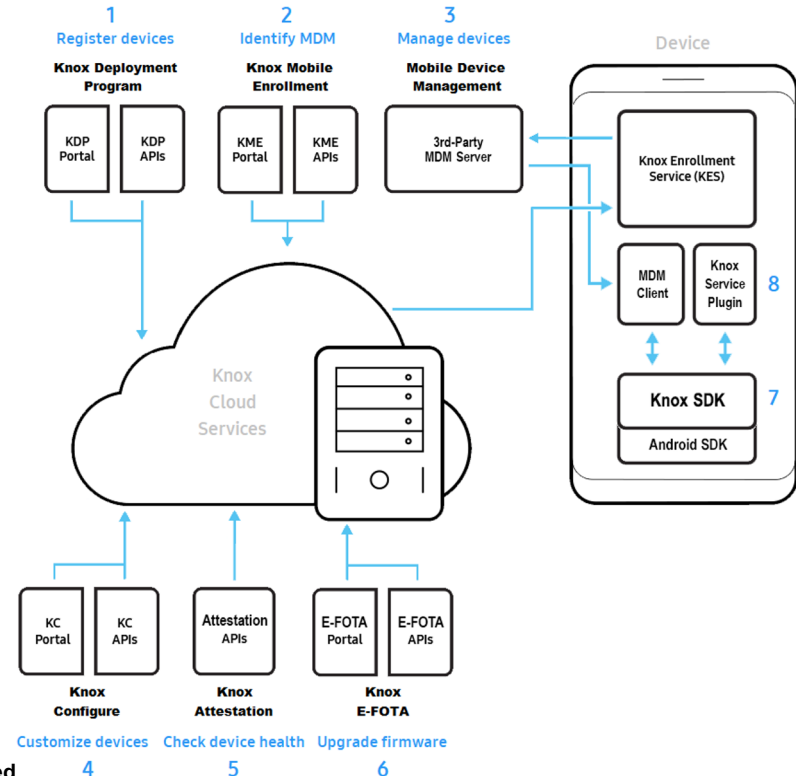 1
Register devices
Knox Deployment
Program
KDP
Portal
KDP
APIs
2
Identify MDM
Knox Mobile
Enrollment
KME
Portal
KME
APIs
3
Manage devices
Mobile Device
Management
3rd-Party
MDM Server
Device
Knox Enrollment
Service (KES)
MDM
Client
Knox
Service
Plugin
8
Knox SDK
7
Android SDK
Knox
Cloud
Services
KC
Portal
KC
APIs
Knox
Configure
Customize devices
4
Attestation
APIs
Knox
Attestation
Check device health
5
E-FOTA
Portal
E-FOTA
APIs
Knox
E-FOTA
Upgrade firmware
6